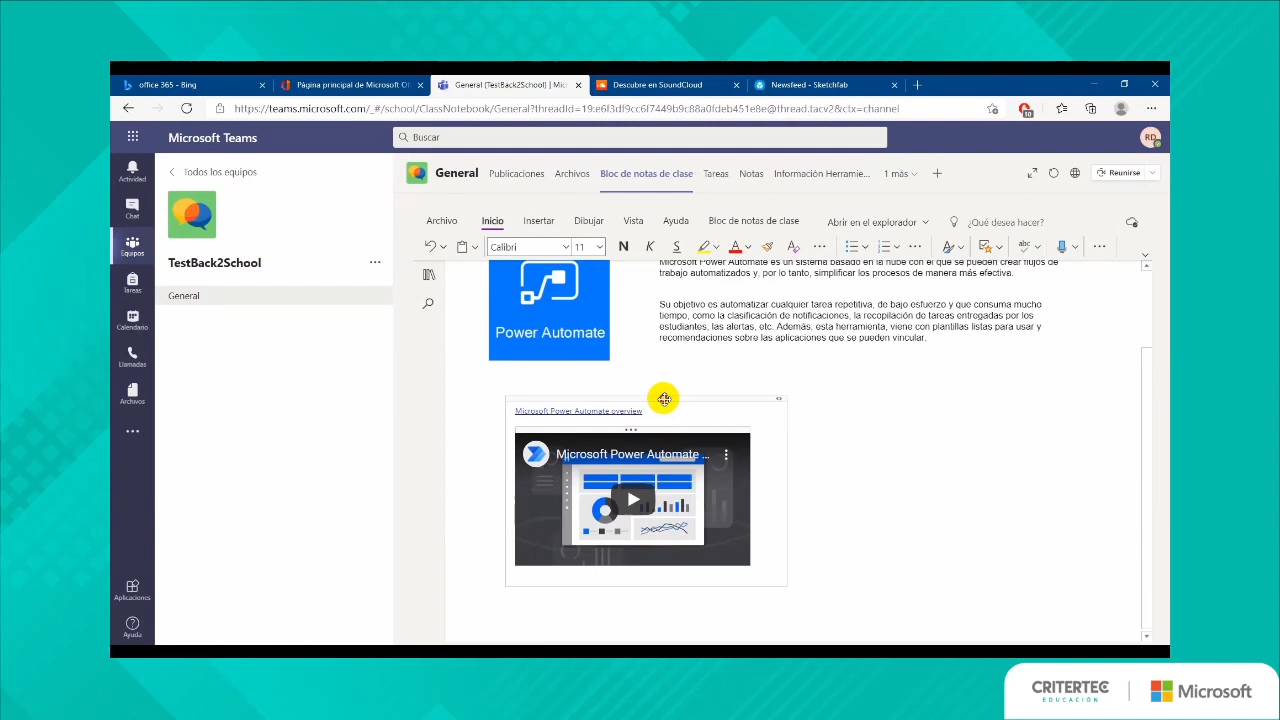 office 365 - Bing
Página principal de Microsoft Of
General (TestBack2School) | Mic
Descubre en SoundCloud
Newsfeed - Sketchfab
https://teams.microsoft.com/_#/school/ClassNotebook/General?threadId=19:e6f3df9cc6f7449b9c88a0fdeb451e8e@thread.tacv2&ctx=channel
10
Microsoft Teams
Buscar
RD
Actividad
Chat
Equipos
Tareas
Calendario
Llamadas
Archivos
Aplicaciones
Ayuda
Todos los equipos
TestBack2School
General
General
Publicaciones
Archivos
Bloc de notas de clase
Tareas
Notas
Información Herramie...
1 más
Reunirse
Archivo
Inicio
Insertar
Dibujar
Vista
Ayuda
Bloc de notas de clase
Abrir en el explorador
¿Qué desea hacer?
Calibri
11
N
K
S
A
abc
Power Automate
Microsoft Power Automate es un sistema basado en la nube con el que se pueden crear flujos de
trabajo automatizados y, por lo tanto, simplificar los procesos de manera más efectiva.
Su objetivo es automatizar cualquier tarea repetitiva, de bajo esfuerzo y que consuma mucho
tiempo, como la clasificación de notificaciones, la recopilación de tareas entregadas por los
estudiantes, las alertas, etc. Además, esta herramienta, viene con plantillas listas para usar y
recomendaciones sobre las aplicaciones que se pueden vincular.
Microsoft Power Automate overview
Microsoft Power Automate ...
CRITERTEC
EDUCACIÓN
Microsoft